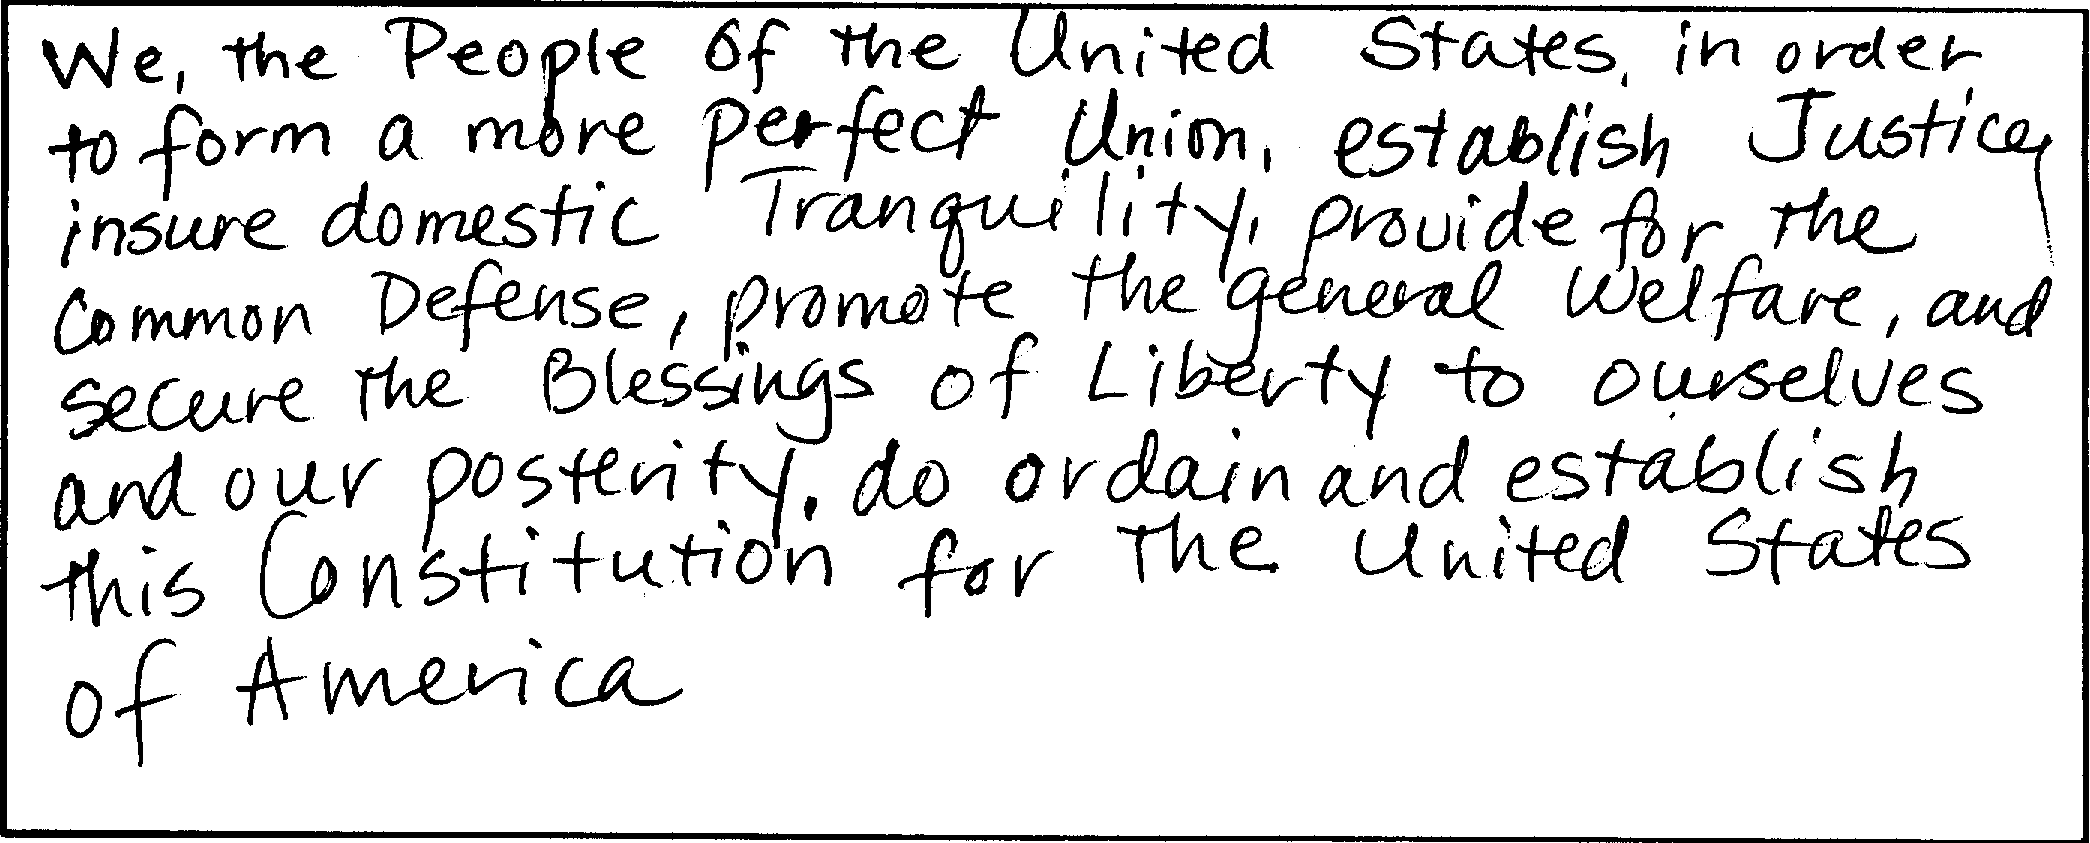 We, the People of the United States, in order
to form a more perfect Union, establish Justice,
insure domestic Tranquility, provide for the
Common Defense, promote the general Welfare, and
secure the Blessings of Liberty to ourselves
and our posterity, do ordain and establish
this Constitution for the United States
of America